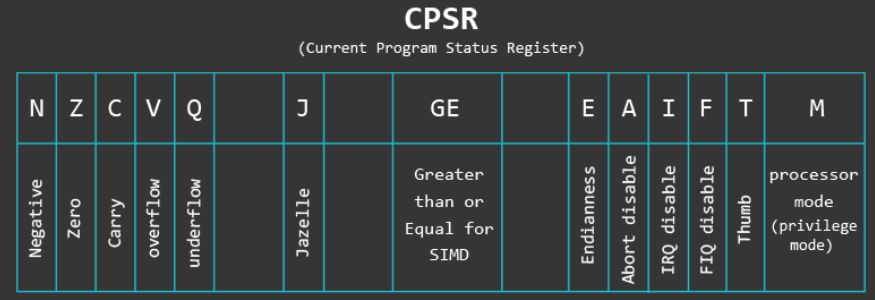 CPSR
(Current Program Status Register)
N Z C V Q J GE E A I F T M
Negative
Zero
Carry
overflow
underflow
Jazelle
Greater
than or
Equal for
SIMD
Endianness
Abort disable
IRQ disable
FIQ disable
Thumb
processor
mode
(privilege
mode)